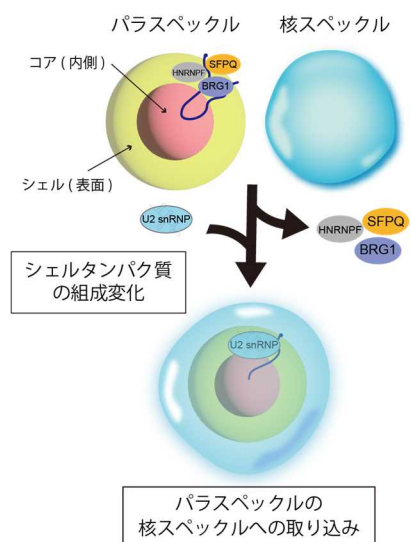 パラスペックル
核スペックル
コア ( 内側 )
HNRNPF
SFPQ
BRG1
シェル ( 表面 )
U2 snRNP
HNRNPF
SFPQ
BRG1
シェルタンパク質
の組成変化
U2 snRNP
パラスペックルの
核スペックルへの取り込み